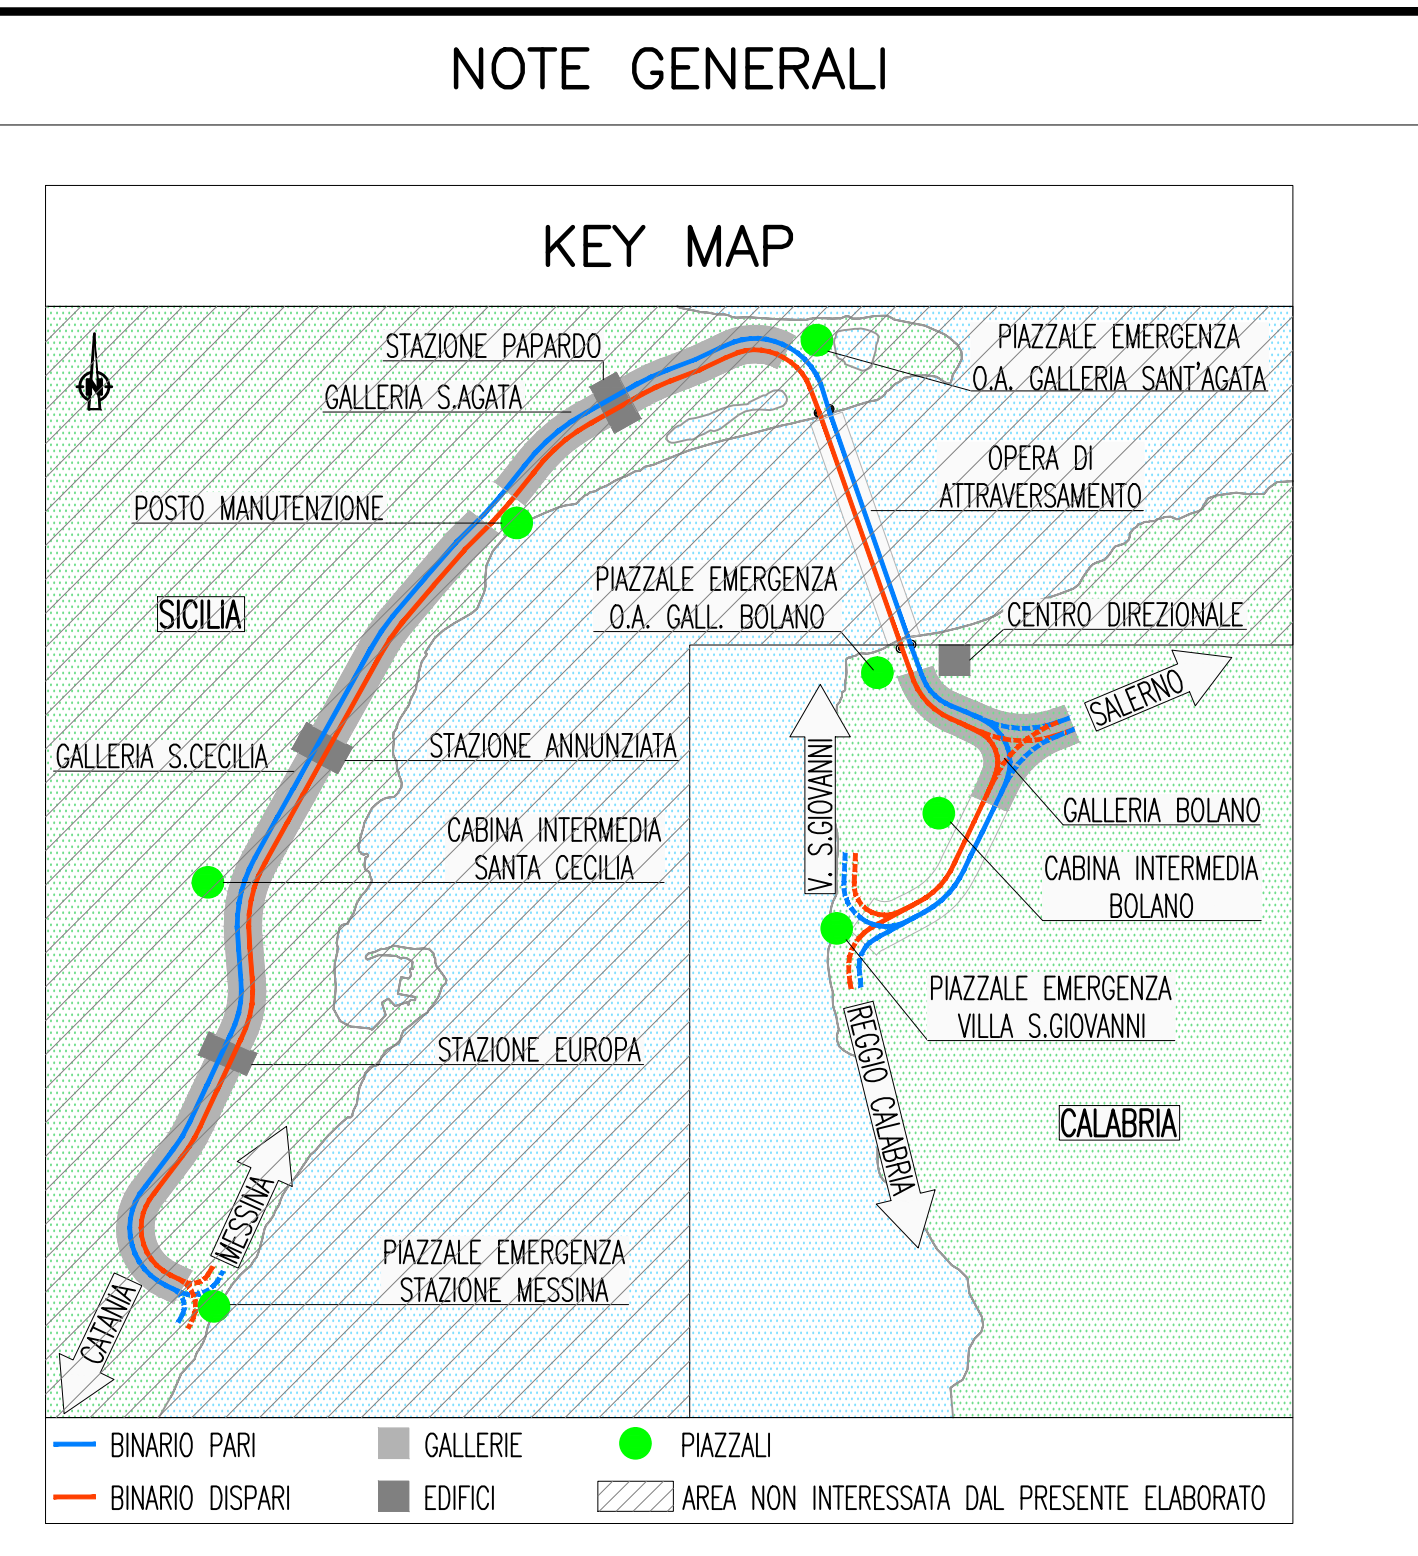 NOTE GENERALI
KEY MAP
N
STAZIONE PAPARDO
GALLERIA S.AGATA
PIAZZALE EMERGENZA
O.A. GALLERIA SANT'AGATA
OPERA DI
ATTRAVERSAMENTO
POSTO MANUTENZIONE
PIAZZALE EMERGENZA
O.A. GALL. BOLANO
SICILIA
CENTRO DIREZIONALE
SALERNO
GALLERIA S.CECILIA
STAZIONE ANNUNZIATA
V. S.GIOVANNI
GALLERIA BOLANO
CABINA INTERMEDIA
SANTA CECILIA
CABINA INTERMEDIA
BOLANO
PIAZZALE EMERGENZA
VILLA S.GIOVANNI
STAZIONE EUROPA
REGGIO CALABRIA
CALABRIA
MESSINA
PIAZZALE EMERGENZA
STAZIONE MESSINA
CATANIA
BINARIO PARI
GALLERIE
PIAZZALI
BINARIO DISPARI
EDIFICI
AREA NON INTERESSATA DAL PRESENTE ELABORATO